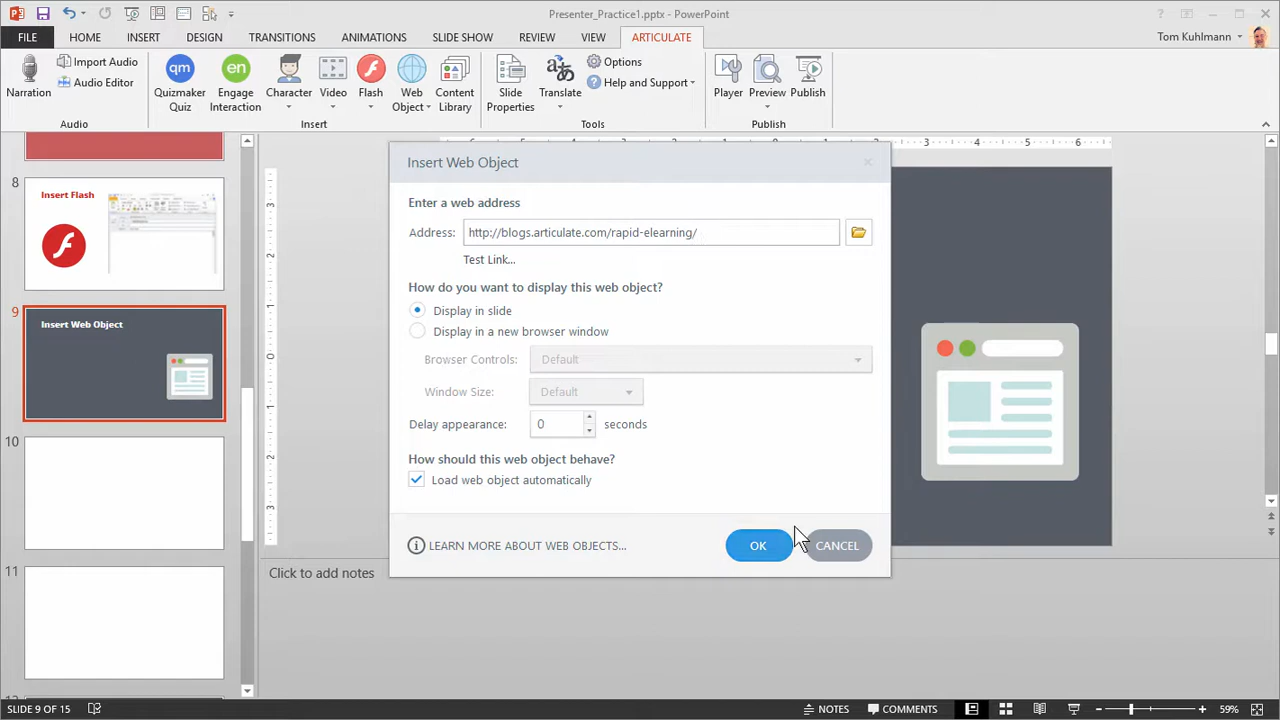 Presenter_Practice1.pptx - PowerPoint
FILE HOME INSERT DESIGN TRANSITIONS ANIMATIONS SLIDE SHOW REVIEW VIEW ARTICULATE Tom Kuhlmann
Narration
Import Audio
Audio Editor
Audio
qm
Quizmaker Quiz
en
Engage Interaction
Character
Video
Flash
Web Object
Content Library
Insert
Slide Properties
Translate
Options
Help and Support
Tools
Player
Preview
Publish
Publish
8
Insert Flash
9
Insert Web Object
10
11
Insert Web Object
Enter a web address
Address: http://blogs.articulate.com/rapid-elearning/
Test Link...
How do you want to display this web object?
Display in slide
Display in a new browser window
Browser Controls: Default
Window Size: Default
Delay appearance: 0 seconds
How should this web object behave?
Load web object automatically
LEARN MORE ABOUT WEB OBJECTS...
OK
CANCEL
Click to add notes
SLIDE 9 OF 15
NOTES
COMMENTS
59%